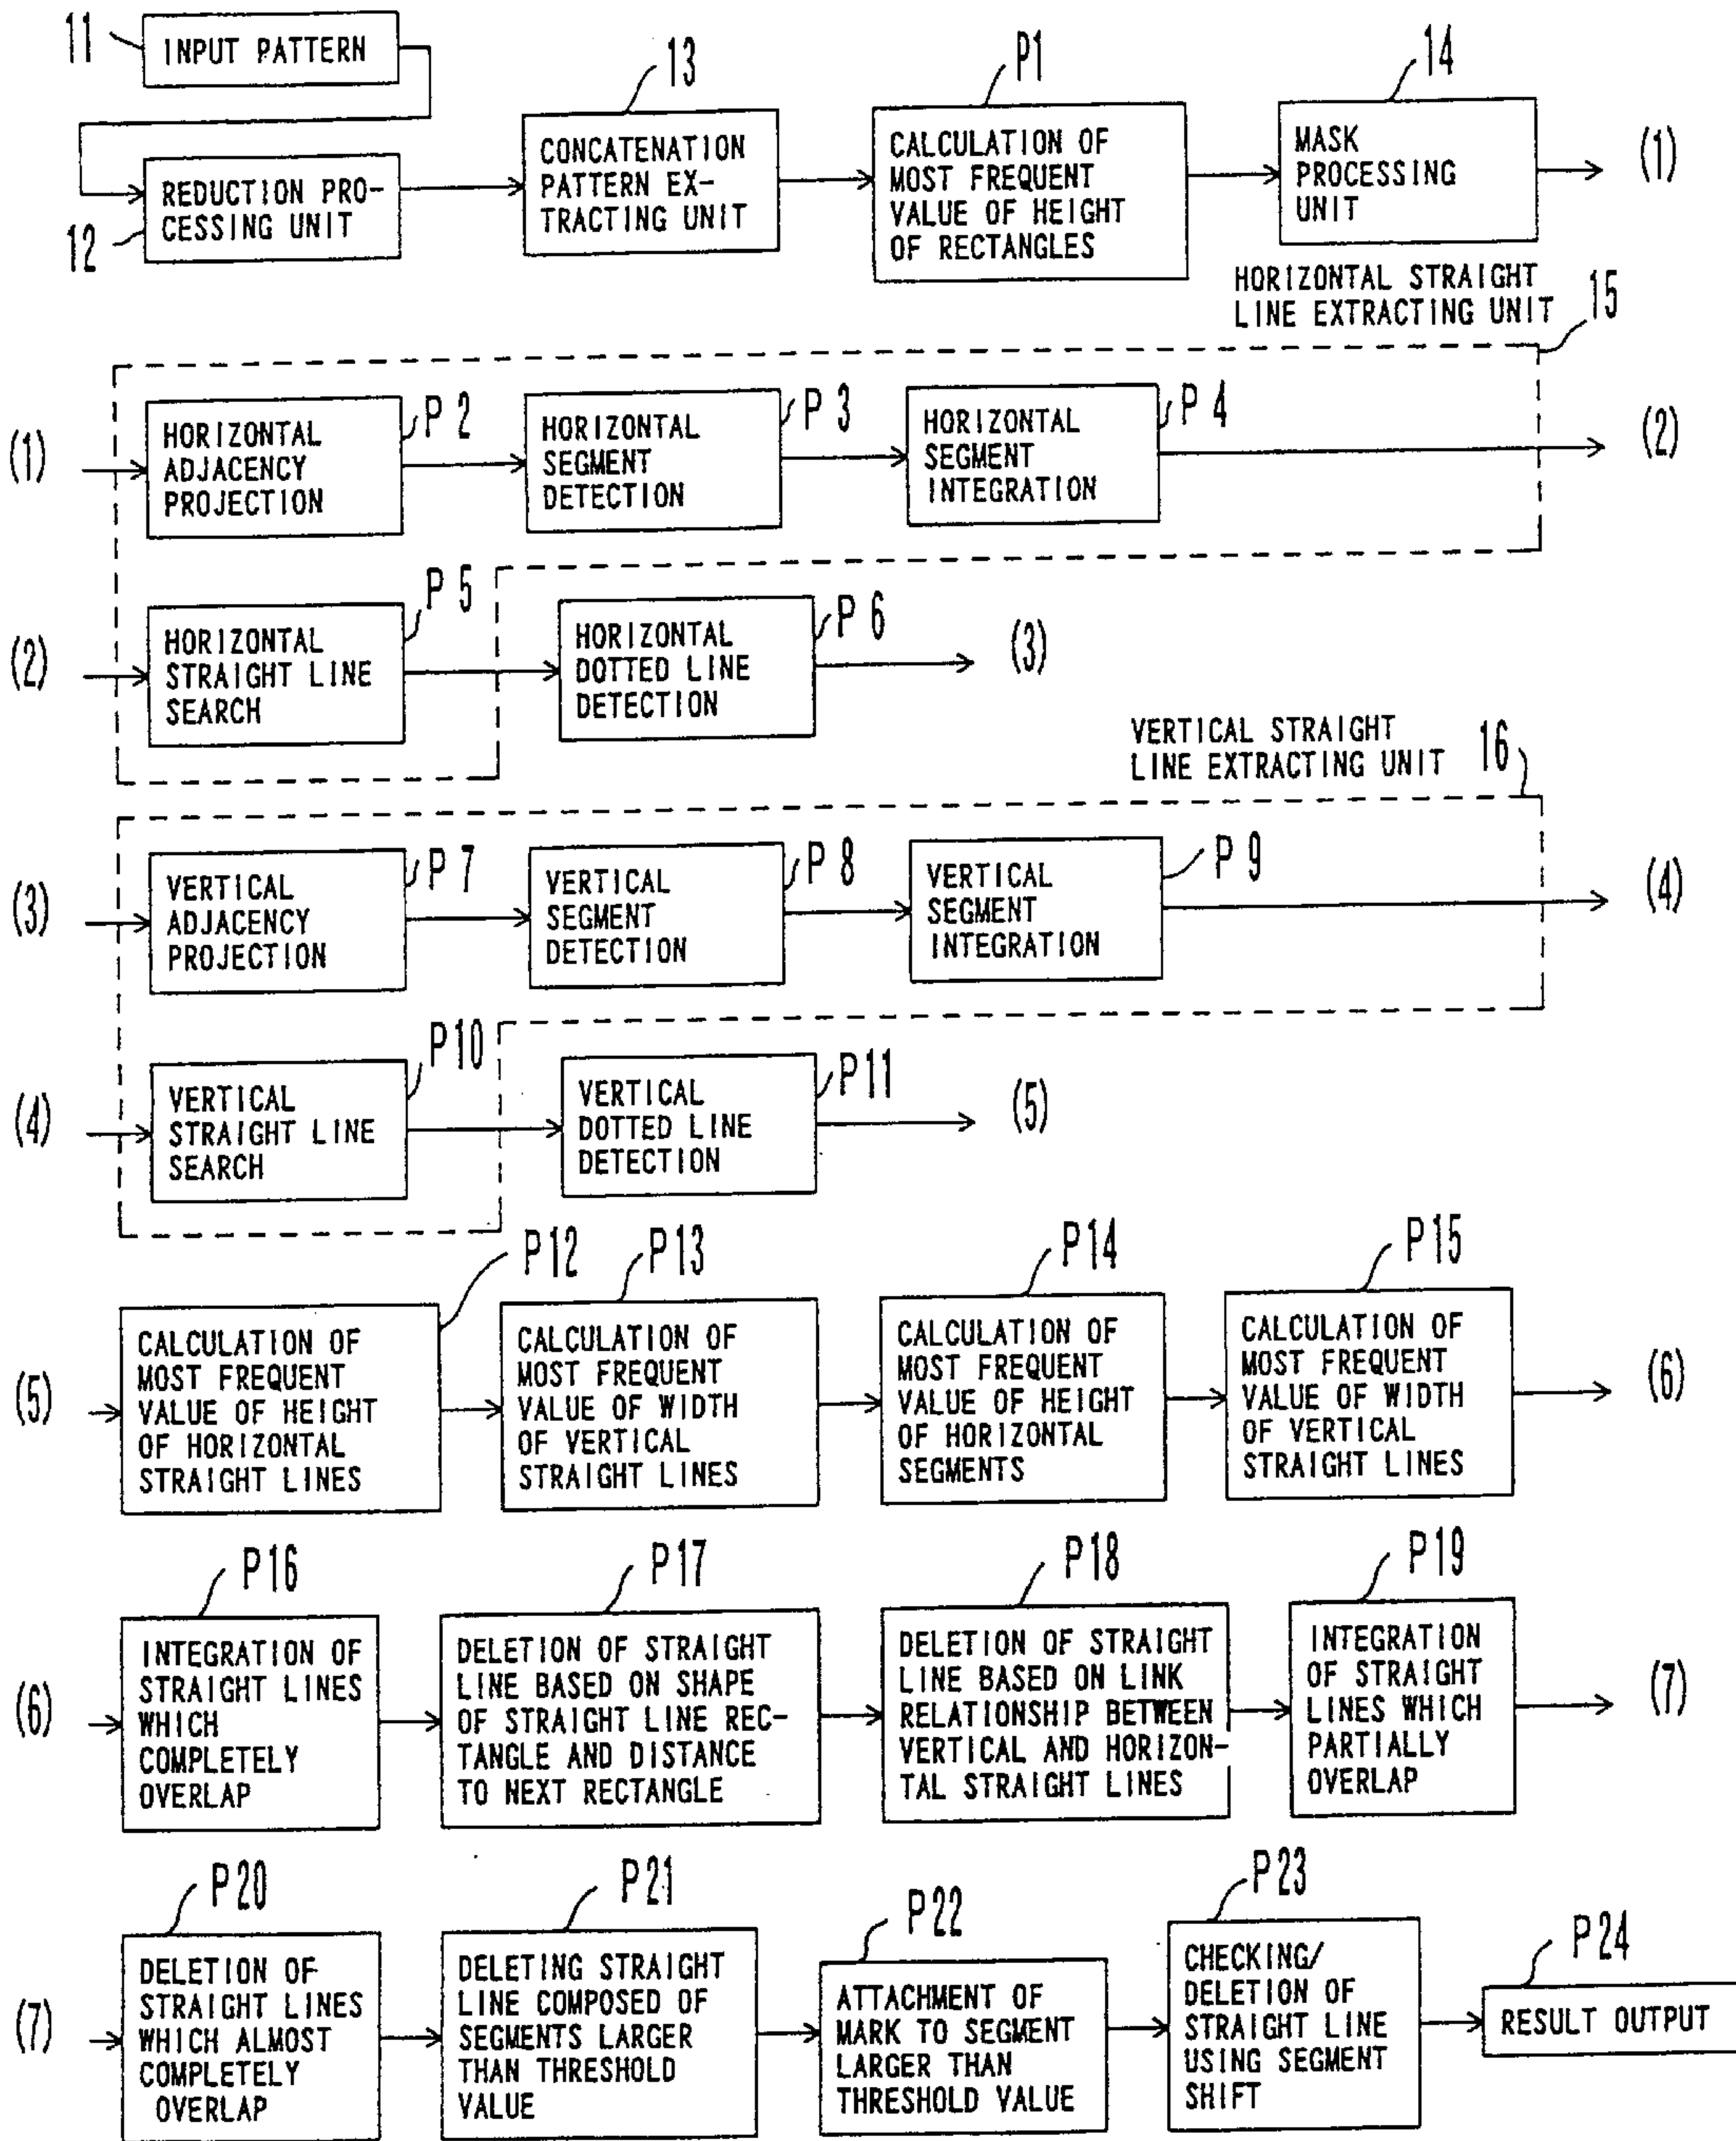 11
INPUT PATTERN
13
P1
14
REDUCTION PRO-
CESSING UNIT
12
CONCATENATION
PATTERN EX-
TRACTING UNIT
CALCULATION OF
MOST FREQUENT
VALUE OF HEIGHT
OF RECTANGLES
MASK
PROCESSING
UNIT
(1)
HORIZONTAL STRAIGHT
LINE EXTRACTING UNIT
15
(1)
HORIZONTAL
ADJACENCY
PROJECTION
P 2
HORIZONTAL
SEGMENT
DETECTION
P 3
HORIZONTAL
SEGMENT
INTEGRATION
P 4
(2)
(2)
HORIZONTAL
STRAIGHT LINE
SEARCH
P 5
HORIZONTAL
DOTTED LINE
DETECTION
P 6
(3)
VERTICAL STRAIGHT
LINE EXTRACTING UNIT
16
(3)
VERTICAL
ADJACENCY
PROJECTION
P 7
VERTICAL
SEGMENT
DETECTION
P 8
VERTICAL
SEGMENT
INTEGRATION
P 9
(4)
(4)
VERTICAL
STRAIGHT LINE
SEARCH
P10
VERTICAL
DOTTED LINE
DETECTION
P11
(5)
P12
P13
P14
P15
(5)
CALCULATION OF
MOST FREQUENT
VALUE OF HEIGHT
OF HORIZONTAL
STRAIGHT LINES
CALCULATION OF
MOST FREQUENT
VALUE OF WIDTH
OF VERTICAL
STRAIGHT LINES
CALCULATION OF
MOST FREQUENT
VALUE OF HEIGHT
OF HORIZONTAL
SEGMENTS
CALCULATION OF
MOST FREQUENT
VALUE OF WIDTH
OF VERTICAL
STRAIGHT LINES
(6)
P16
P17
P18
P19
(6)
INTEGRATION OF
STRAIGHT LINES
WHICH
COMPLETELY
OVERLAP
DELETION OF STRAIGHT
LINE BASED ON SHAPE
OF STRAIGHT LINE REC-
TANGLE AND DISTANCE
TO NEXT RECTANGLE
DELETION OF STRAIGHT
LINE BASED ON LINK
RELATIONSHIP BETWEEN
VERTICAL AND HORIZON-
TAL STRAIGHT LINES
INTEGRATION
OF STRAIGHT
LINES WHICH
PARTIALLY
OVERLAP
(7)
P20
P21
P22
P23
P24
(7)
DELETION OF
STRAIGHT LINES
WHICH ALMOST
COMPLETELY
OVERLAP
DELETING STRAIGHT
LINE COMPOSED OF
SEGMENTS LARGER
THAN THRESHOLD
VALUE
ATTACHMENT OF
MARK TO SEGMENT
LARGER THAN
THRESHOLD VALUE
CHECKING/
DELETION OF
STRAIGHT LINE
USING SEGMENT
SHIFT
RESULT OUTPUT